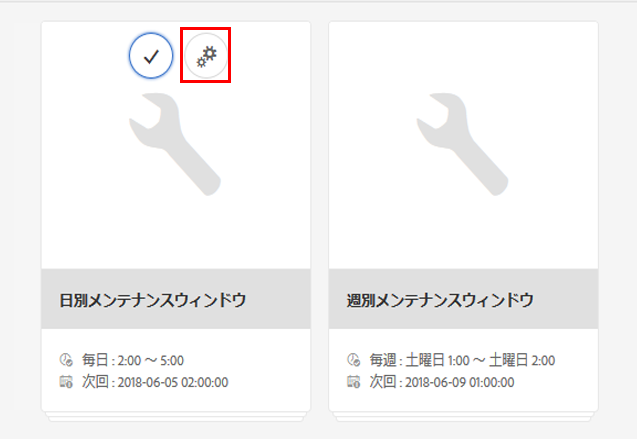 日別メンテナンスウィンドウ
毎日 : 2:00 ～ 5:00
次回 : 2018-06-05 02:00:00
週別メンテナンスウィンドウ
毎週 : 土曜日 1:00 ～ 土曜日 2:00
次回 : 2018-06-09 01:00:00